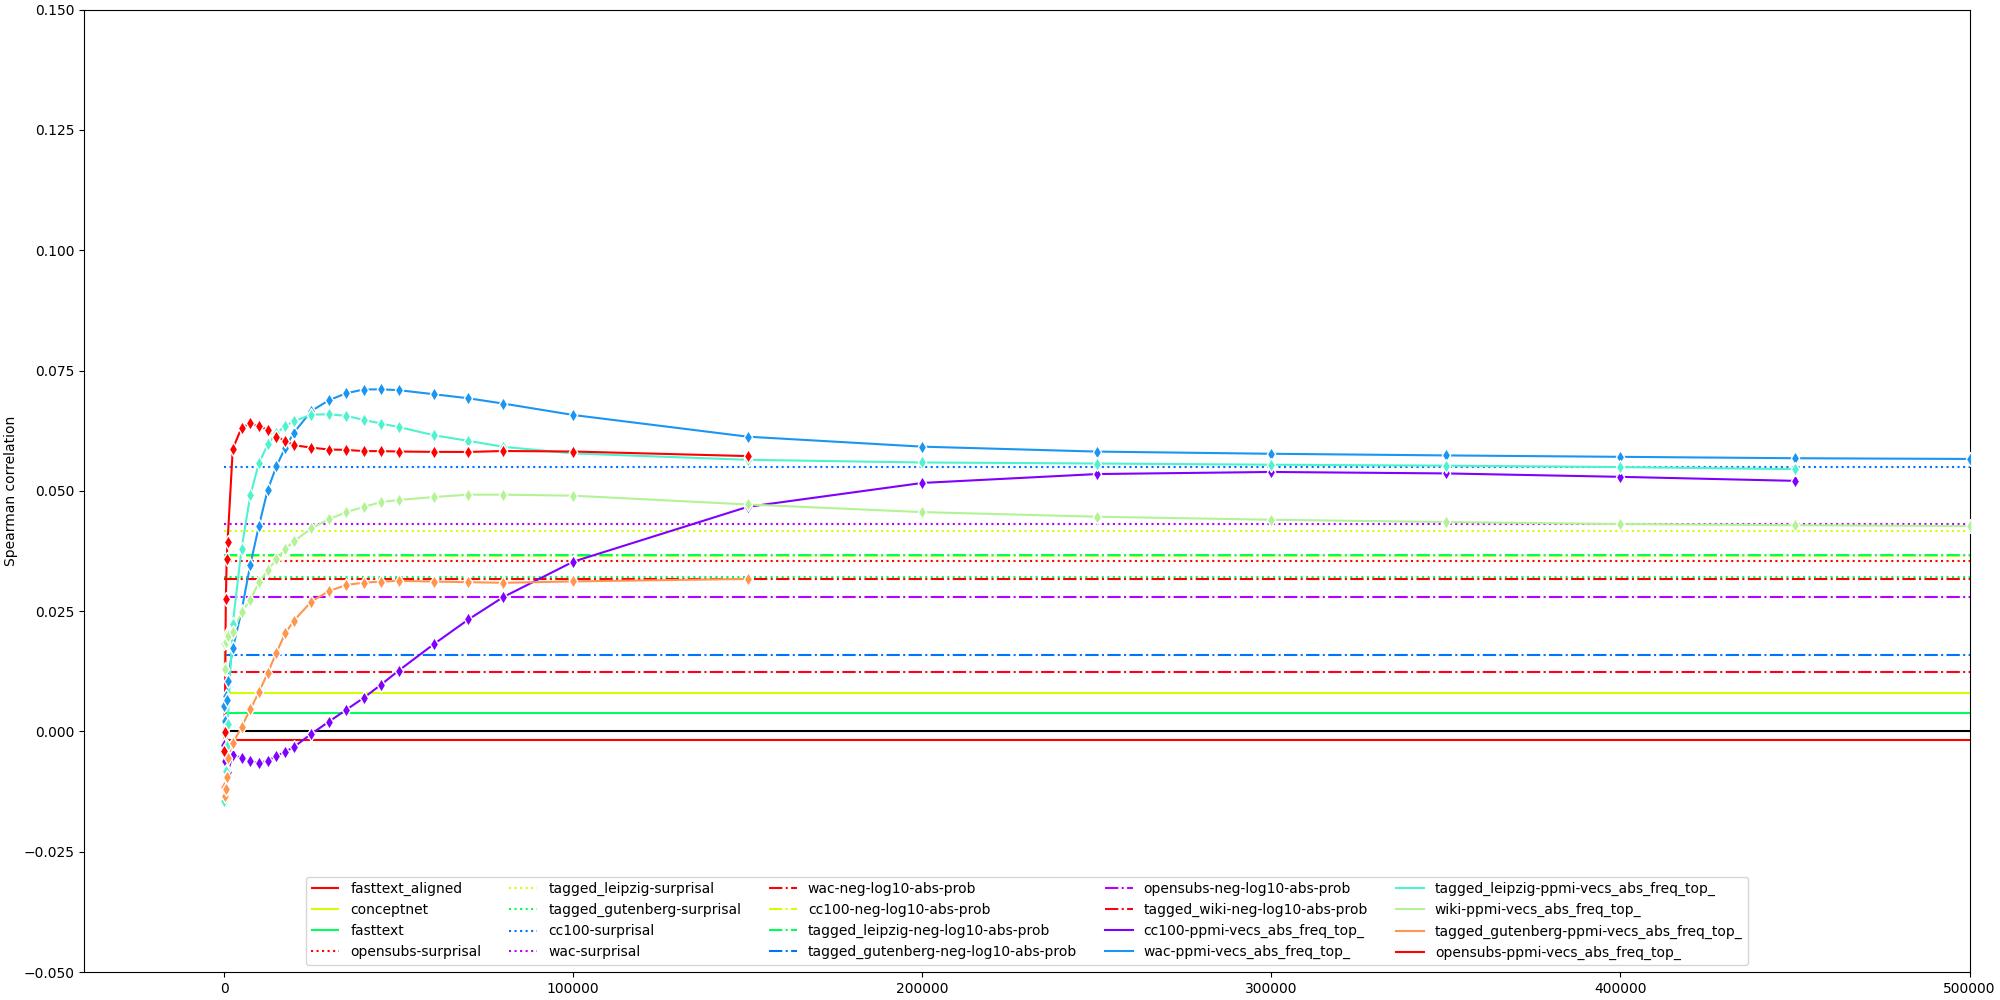 0.150
0.125
0.100
0.075
0.050
0.025
0.000
−0.025
−0.050
Spearman correlation
0
100000
200000
300000
400000
500000
fasttext_aligned
conceptnet
fasttext
opensubs-surprisal
tagged_leipzig-surprisal
tagged_gutenberg-surprisal
cc100-surprisal
wac-surprisal
wac-neg-log10-abs-prob
cc100-neg-log10-abs-prob
tagged_leipzig-neg-log10-abs-prob
tagged_gutenberg-neg-log10-abs-prob
opensubs-neg-log10-abs-prob
tagged_wiki-neg-log10-abs-prob
cc100-ppmi-vecs_abs_freq_top_
wac-ppmi-vecs_abs_freq_top_
tagged_leipzig-ppmi-vecs_abs_freq_top_
wiki-ppmi-vecs_abs_freq_top_
tagged_gutenberg-ppmi-vecs_abs_freq_top_
opensubs-ppmi-vecs_abs_freq_top_